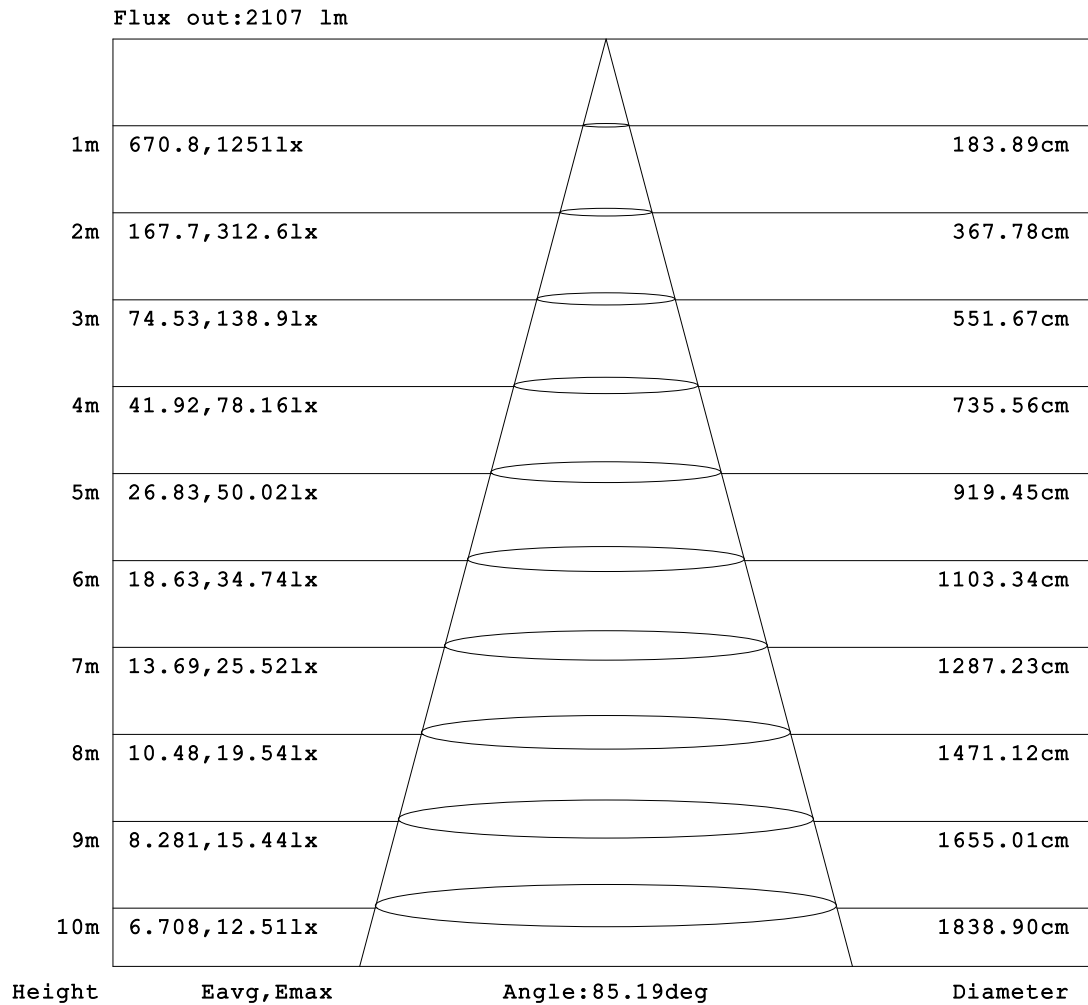 Flux out:2107 lm
1m 670.8,1251lx 183.89cm
2m 167.7,312.6lx 367.78cm
3m 74.53,138.9lx 551.67cm
4m 41.92,78.16lx 735.56cm
5m 26.83,50.02lx 919.45cm
6m 18.63,34.74lx 1103.34cm
7m 13.69,25.52lx 1287.23cm
8m 10.48,19.54lx 1471.12cm
9m 8.281,15.44lx 1655.01cm
10m 6.708,12.51lx 1838.90cm
Height Eavg,Emax Angle:85.19deg Diameter